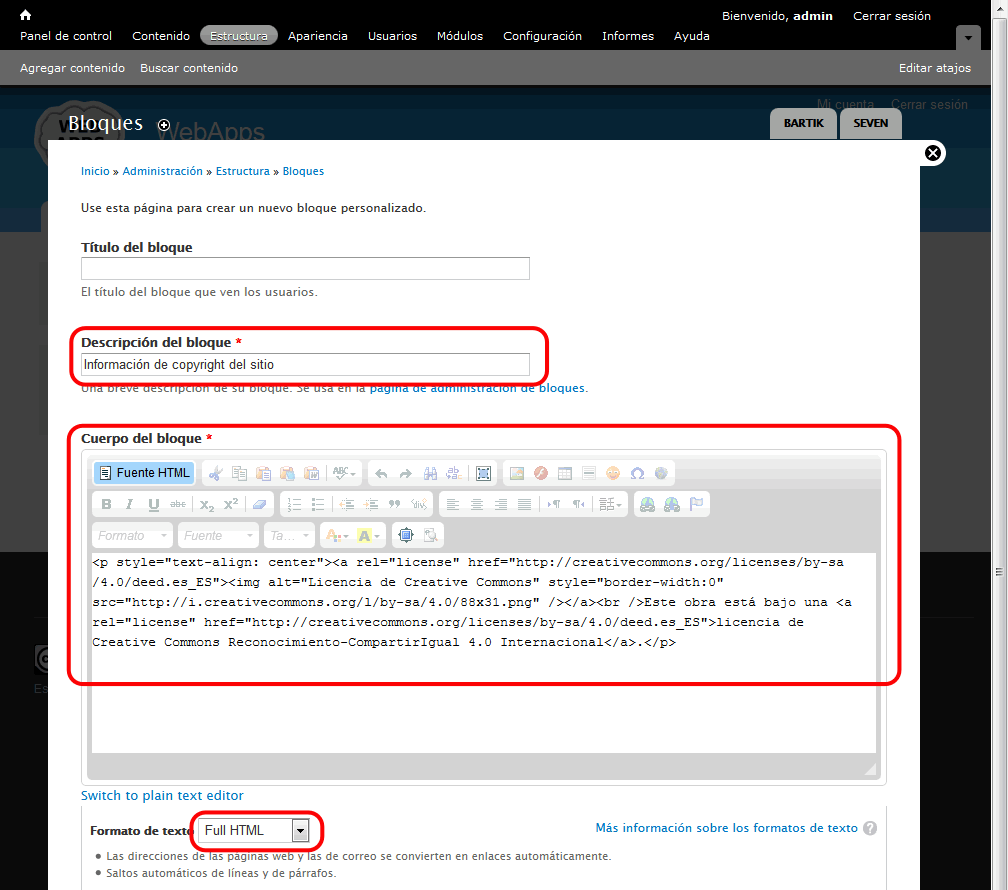 Bienvenido, admin Cerrar sesión
Panel de control Contenido Estructura Apariencia Usuarios Módulos Configuración Informes Ayuda
Agregar contenido Buscar contenido Editar atajos
Mi cuenta Cerrar sesión
WebApps
Bloques
BARTIK SEVEN
Inicio » Administración » Estructura » Bloques
Use esta página para crear un nuevo bloque personalizado.
Título del bloque
El título del bloque que ven los usuarios.
Descripción del bloque *
Información de copyright del sitio
Una breve descripción de su bloque. Se usa en la página de administración de bloques.
Cuerpo del bloque *
Fuente HTML
Formato Fuente Ta...
<p style="text-align: center"><a rel="license" href="http://creativecommons.org/licenses/by-sa
/4.0/deed.es_ES"><img alt="Licencia de Creative Commons" style="border-width:0"
src="http://i.creativecommons.org/l/by-sa/4.0/88x31.png" /></a><br />Este obra está bajo una <a
rel="license" href="http://creativecommons.org/licenses/by-sa/4.0/deed.es_ES">licencia de
Creative Commons Reconocimiento-CompartirIgual 4.0 Internacional</a>.</p>
Switch to plain text editor
Formato de texto Full HTML Más información sobre los formatos de texto ?
• Las direcciones de las páginas web y las de correo se convierten en enlaces automáticamente.
• Saltos automáticos de líneas y de párrafos.